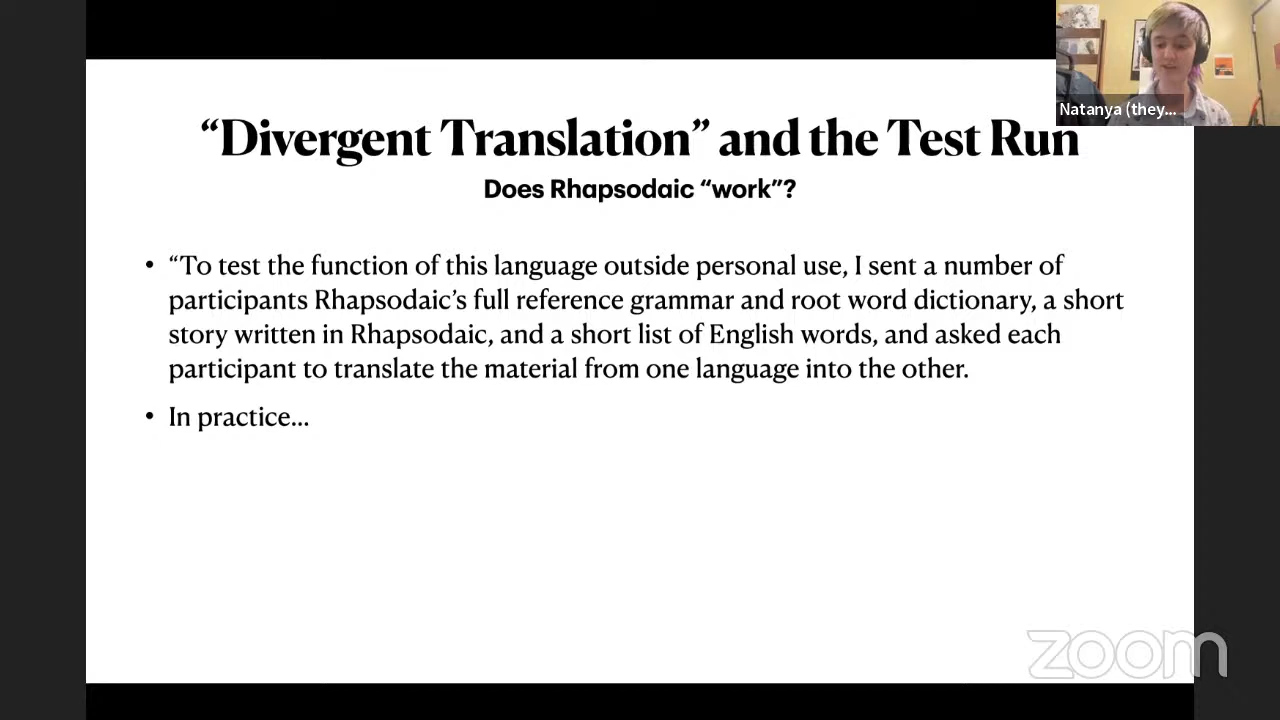 Natanya (they...
“Divergent Translation” and the Test Run
Does Rhapsodaic “work”?
• “To test the function of this language outside personal use, I sent a number of
participants Rhapsodaic’s full reference grammar and root word dictionary, a short
story written in Rhapsodaic, and a short list of English words, and asked each
participant to translate the material from one language into the other.
• In practice...
zoom